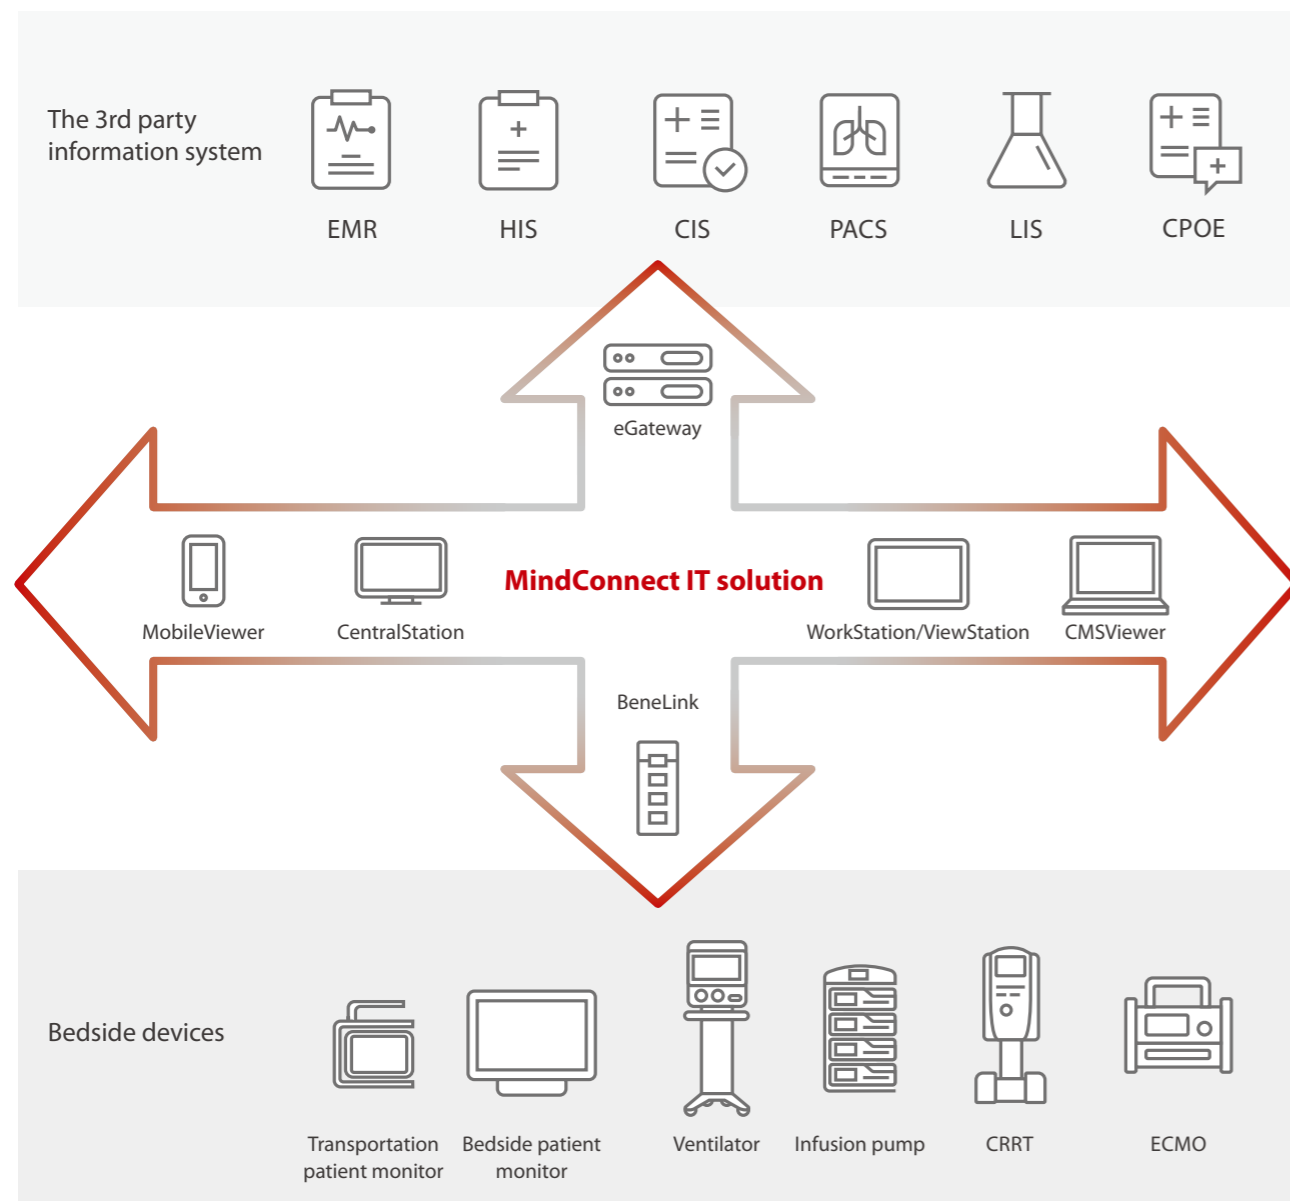 The 3rd party
information system
EMR
HIS
CIS
PACS
LIS
CPOE
eGateway
MindConnect IT solution
MobileViewer
CentralStation
WorkStation/ViewStation
CMSViewer
BeneLink
Bedside devices
Transportation
patient monitor
Bedside patient
monitor
Ventilator
Infusion pump
CRRT
ECMO